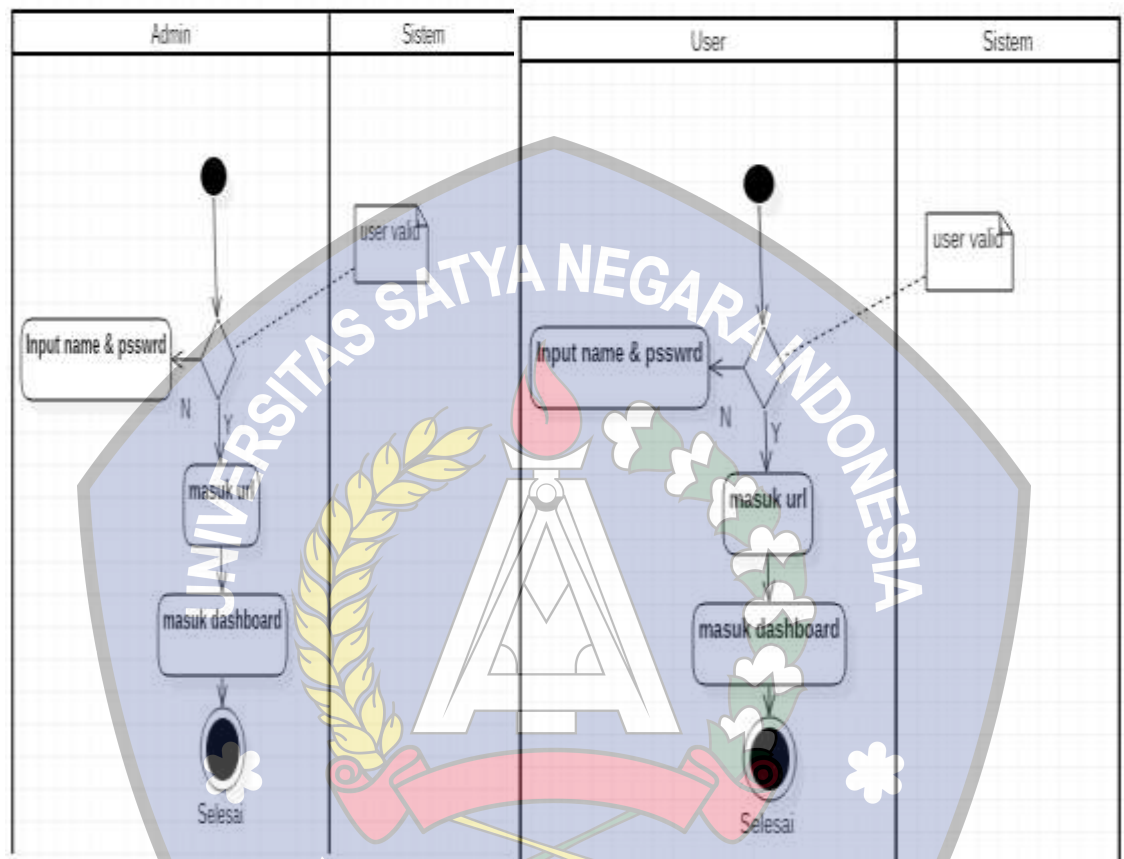 Admin
Sistem
user valid
Input name & psswrd
N
Y
masuk url
masuk dashboard
Selesai
User
Sistem
user valid
Input name & psswrd
N
Y
masuk url
masuk dashboard
Selesai
UNIVERSITAS SATYA NEGARA INDONESIA